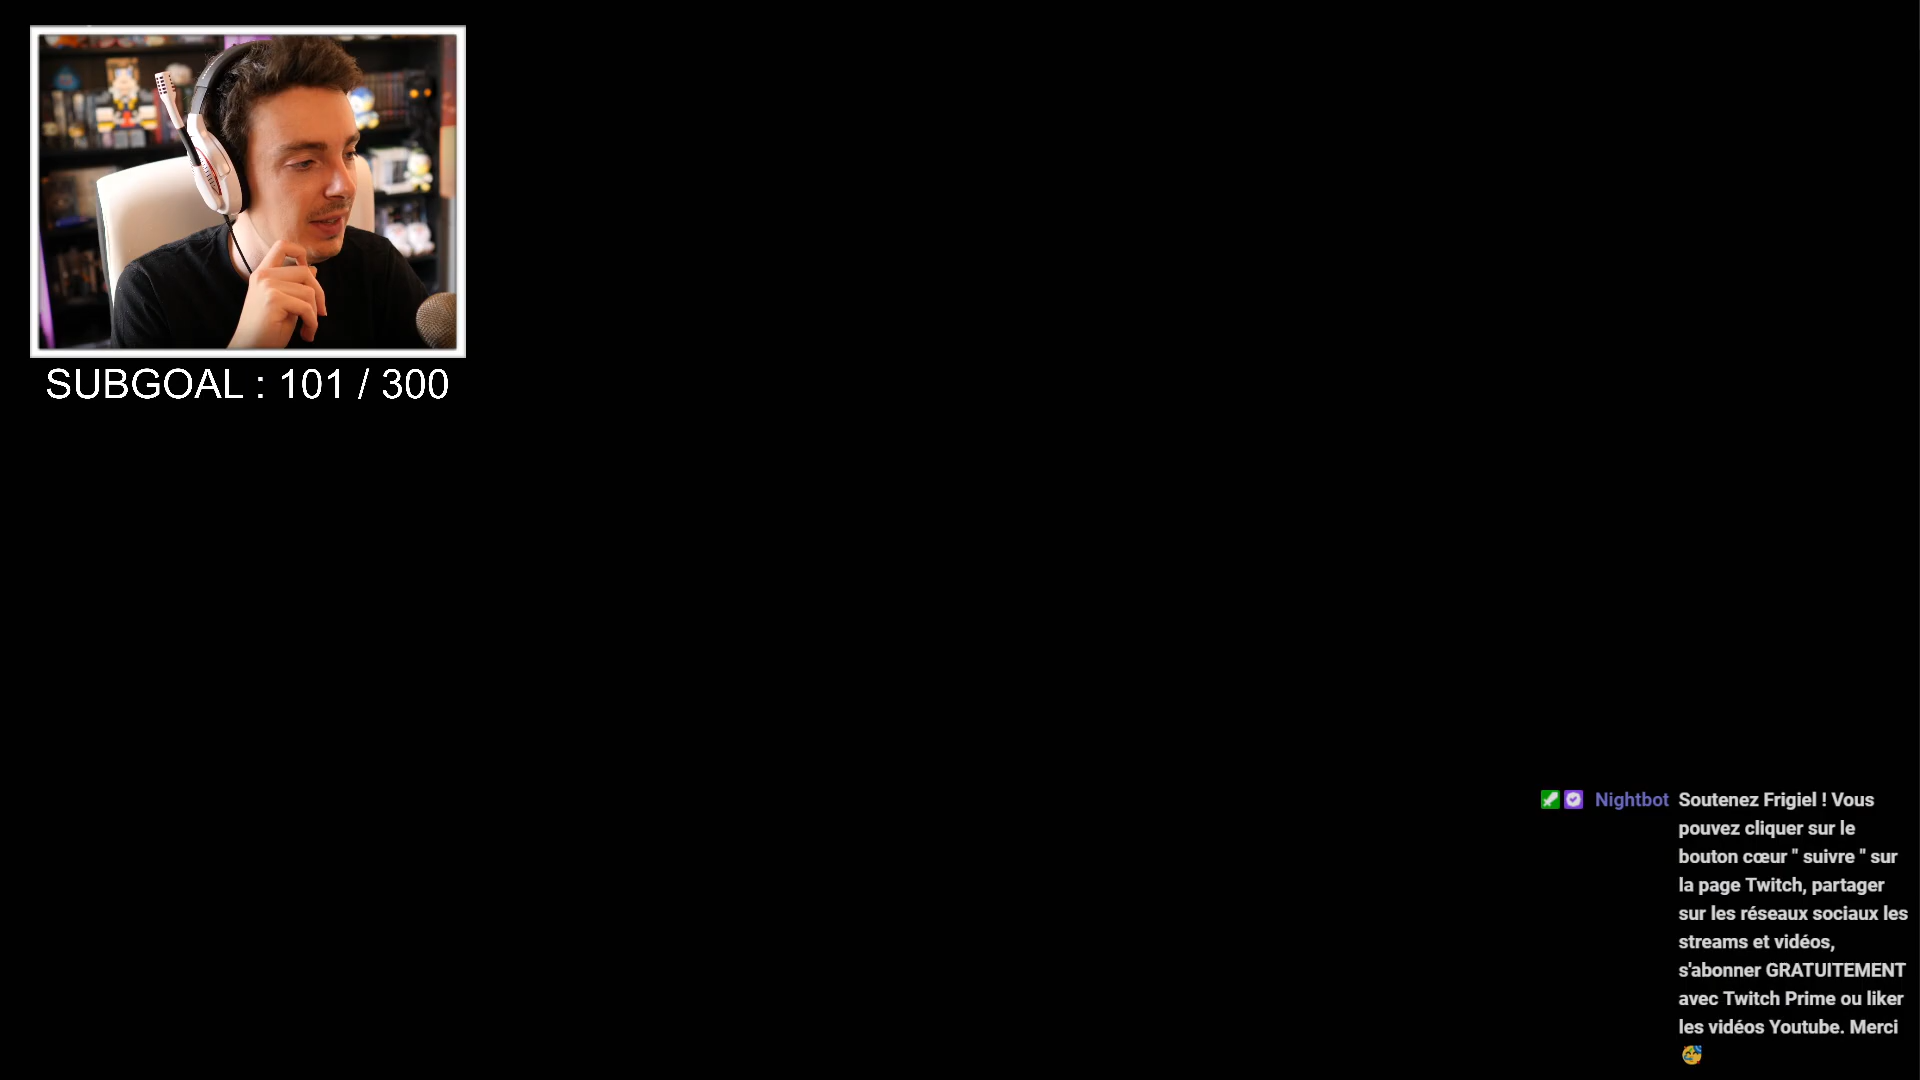 SUBGOAL : 101 / 300
Nightbot Soutenez Frigiel ! Vous
pouvez cliquer sur le
bouton cœur " suivre " sur
la page Twitch, partager
sur les réseaux sociaux les
streams et vidéos,
s'abonner GRATUITEMENT
avec Twitch Prime ou liker
les vidéos Youtube. Merci
🥳